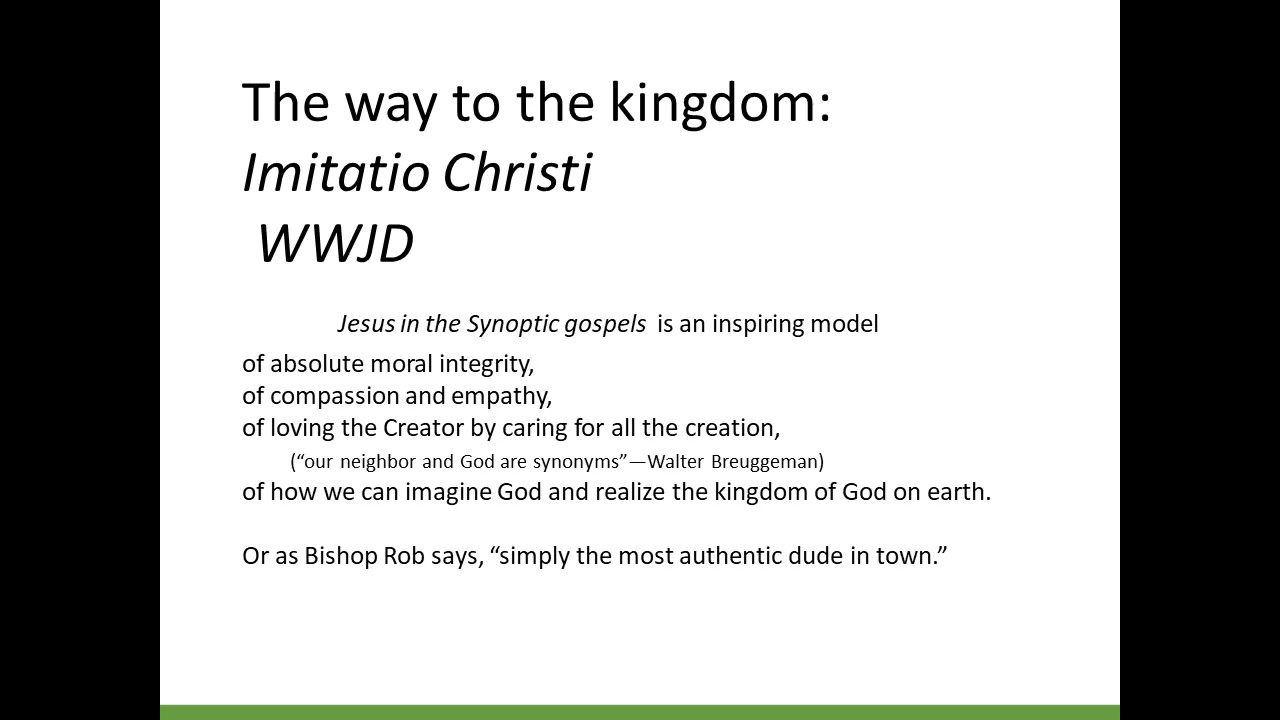 The way to the kingdom:
Imitatio Christi
WWJD
Jesus in the Synoptic gospels is an inspiring model
of absolute moral integrity,
of compassion and empathy,
of loving the Creator by caring for all the creation,
(“our neighbor and God are synonyms”—Walter Breuggeman)
of how we can imagine God and realize the kingdom of God on earth.
Or as Bishop Rob says, “simply the most authentic dude in town.”